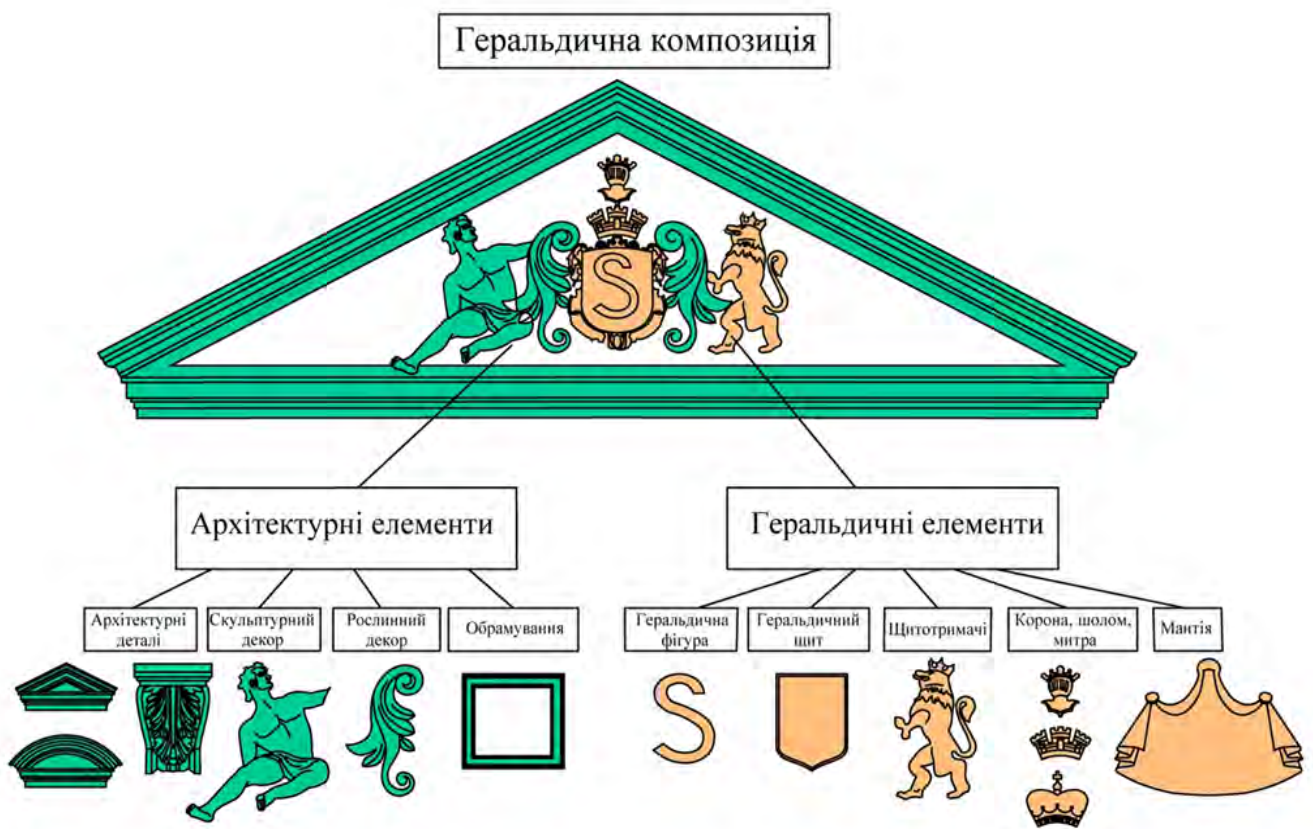 Геральдична композиція
S
Архітектурні елементи
Геральдичні елементи
Архітектурні
деталі
Скульптурний
декор
Рослинний
декор
Обрамування
Геральдична
фігура
Геральдичний
щит
Щитотримачі
Корона, шолом,
митра
Мантія
S